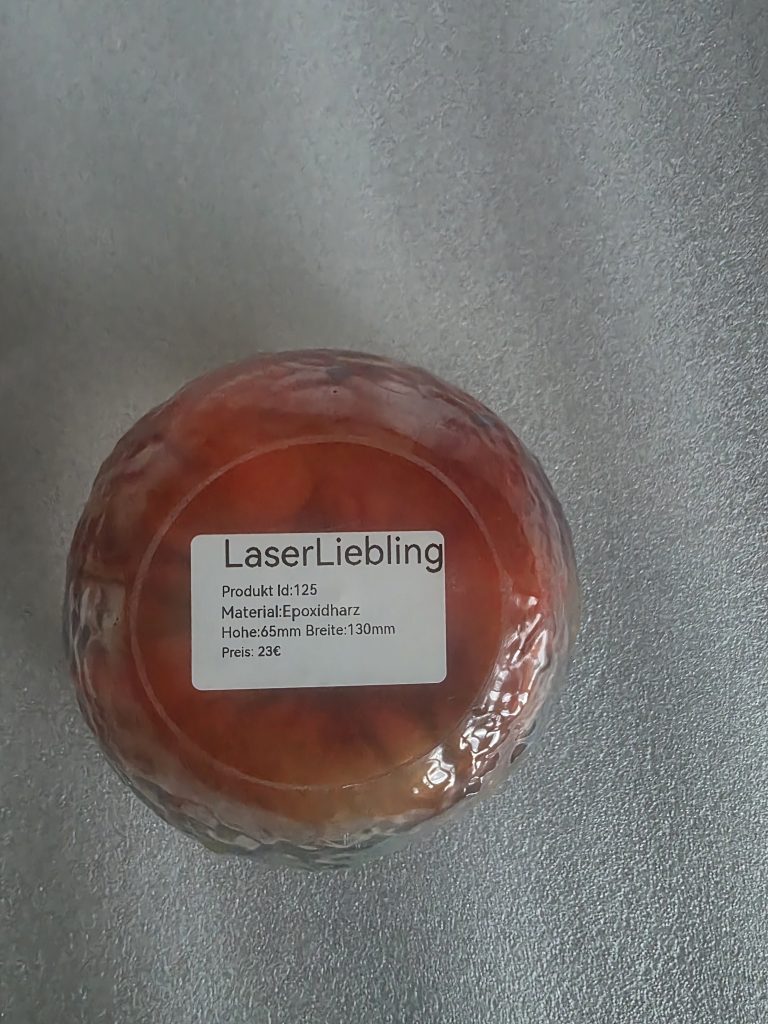 LaserLiebling
Produkt Id:125
Material:Epoxidharz
Hohe:65mm Breite:130mm
Preis: 23€